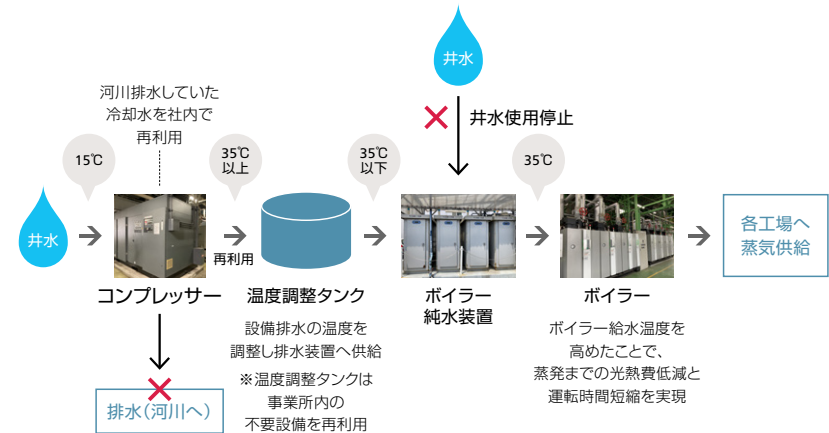 井水
河川排水していた
冷却水を社内で
再利用
井水使用停止
15℃
35℃
以上
35℃
以下
35℃
井水
再利用
各工場へ
蒸気供給
コンプレッサー
温度調整タンク
ボイラー
純水装置
ボイラー
設備排水の温度を
調整し排水装置へ供給
※温度調整タンクは
事業所内の
不要設備を再利用
ボイラー給水温度を
高めたことで、
蒸発までの光熱費低減と
運転時間短縮を実現
排水(河川へ)